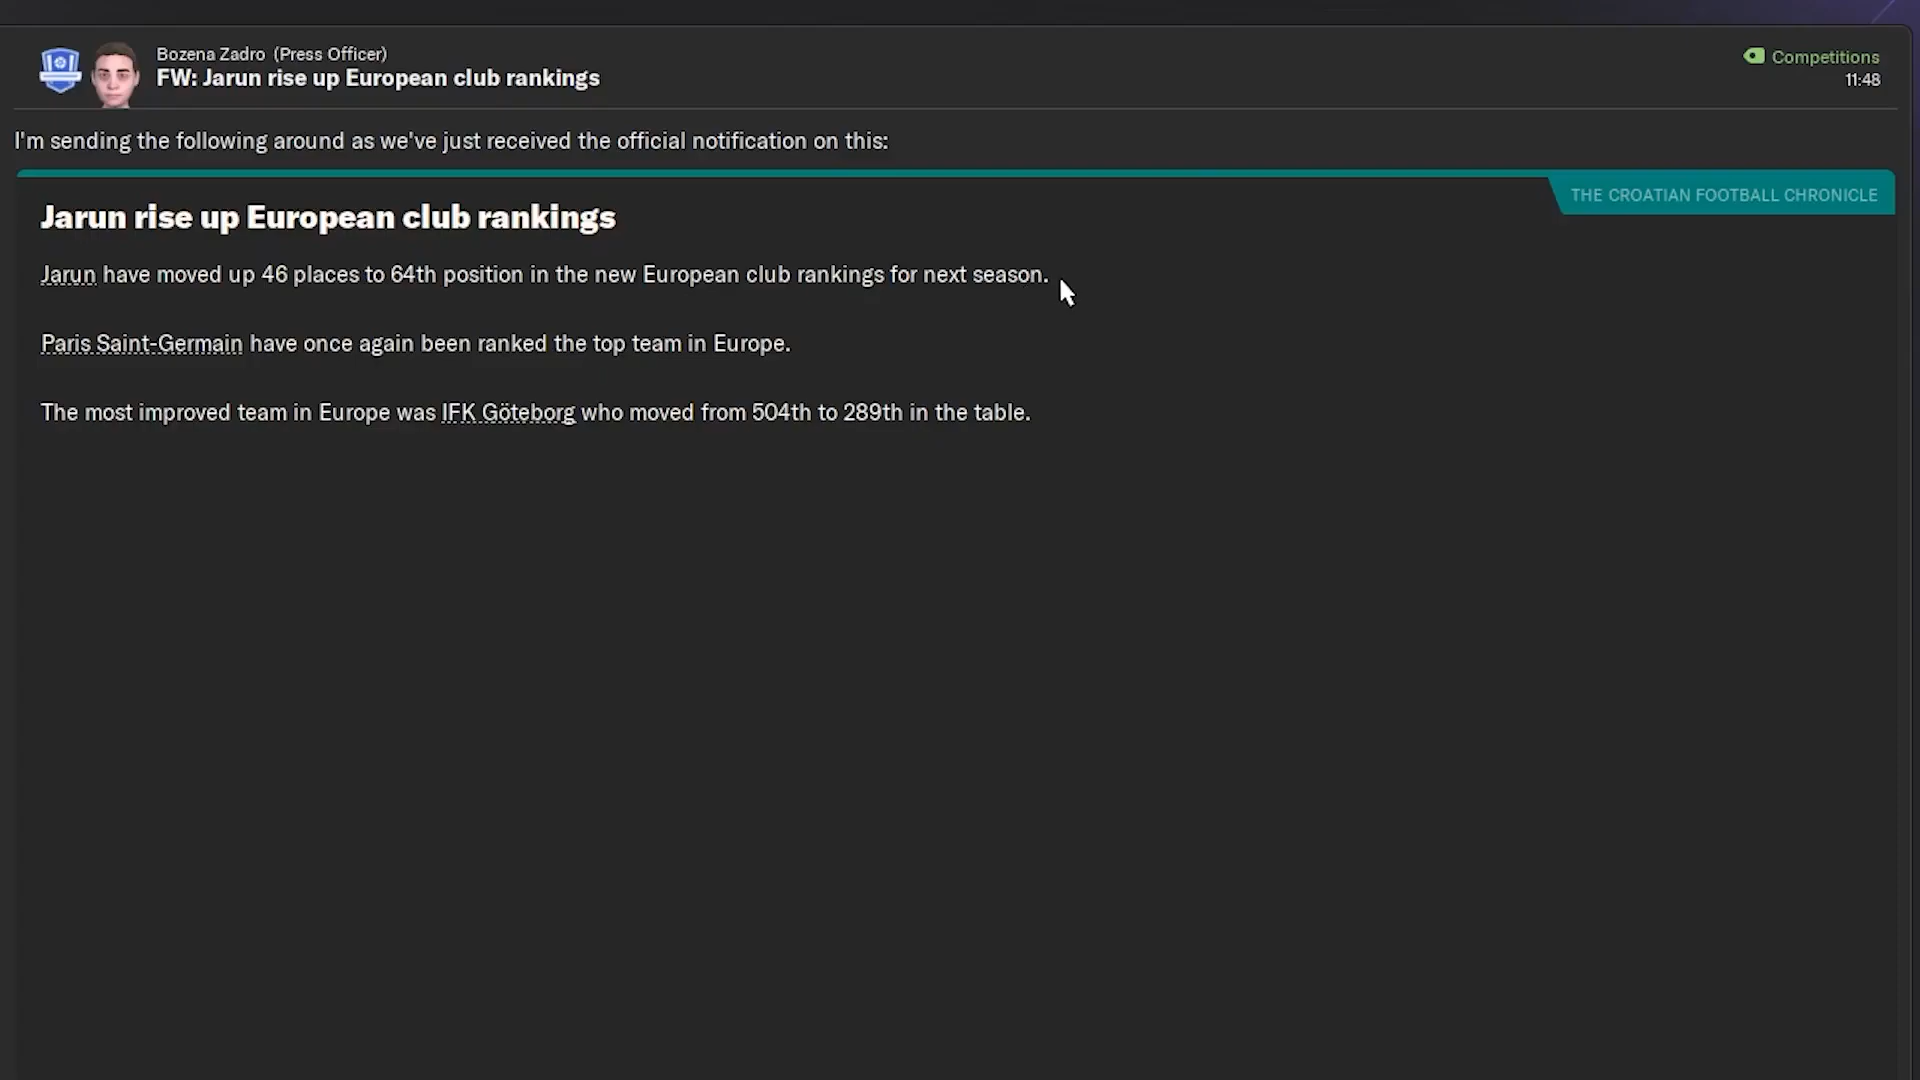 Bozena Zadro (Press Officer)
FW: Jarun rise up European club rankings
Competitions
11:48
I'm sending the following around as we've just received the official notification on this:
THE CROATIAN FOOTBALL CHRONICLE
Jarun rise up European club rankings
Jarun have moved up 46 places to 64th position in the new European club rankings for next season.
Paris Saint-Germain have once again been ranked the top team in Europe.
The most improved team in Europe was IFK Göteborg who moved from 504th to 289th in the table.